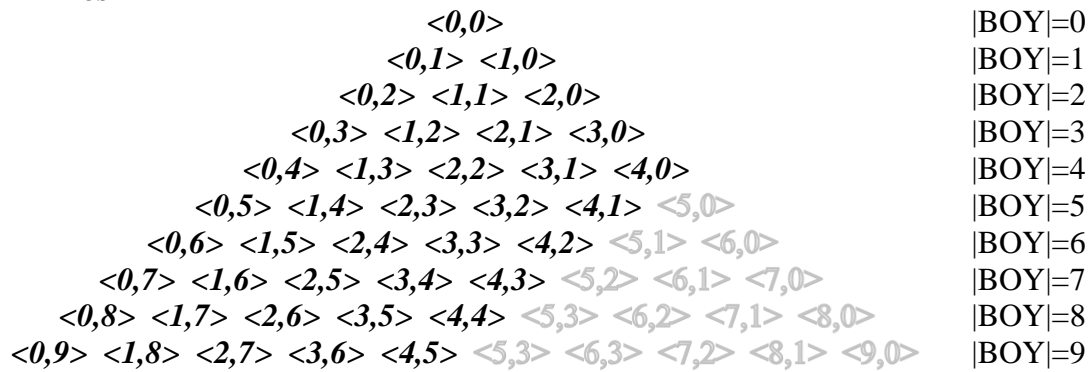 <0,0> |BOY|=0
<0,1> <1,0> |BOY|=1
<0,2> <1,1> <2,0> |BOY|=2
<0,3> <1,2> <2,1> <3,0> |BOY|=3
<0,4> <1,3> <2,2> <3,1> <4,0> |BOY|=4
<0,5> <1,4> <2,3> <3,2> <4,1> <5,0> |BOY|=5
<0,6> <1,5> <2,4> <3,3> <4,2> <5,1> <6,0> |BOY|=6
<0,7> <1,6> <2,5> <3,4> <4,3> <5,2> <6,1> <7,0> |BOY|=7
<0,8> <1,7> <2,6> <3,5> <4,4> <5,3> <6,2> <7,1> <8,0> |BOY|=8
<0,9> <1,8> <2,7> <3,6> <4,5> <5,3> <6,3> <7,2> <8,1> <9,0> |BOY|=9